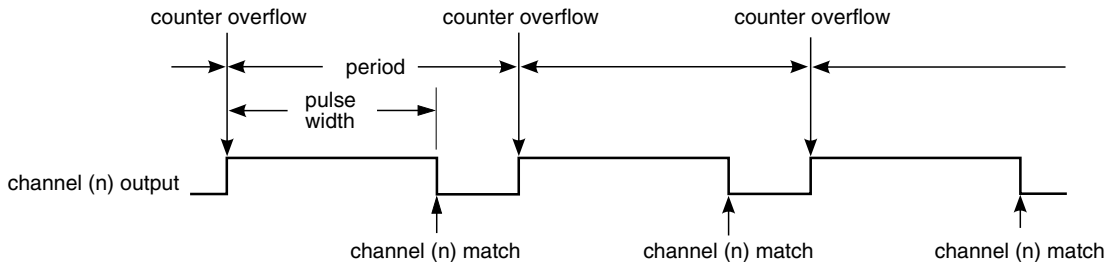 counter overflow
counter overflow
counter overflow
period
pulse
width
channel (n) output
channel (n) match
channel (n) match
channel (n) match